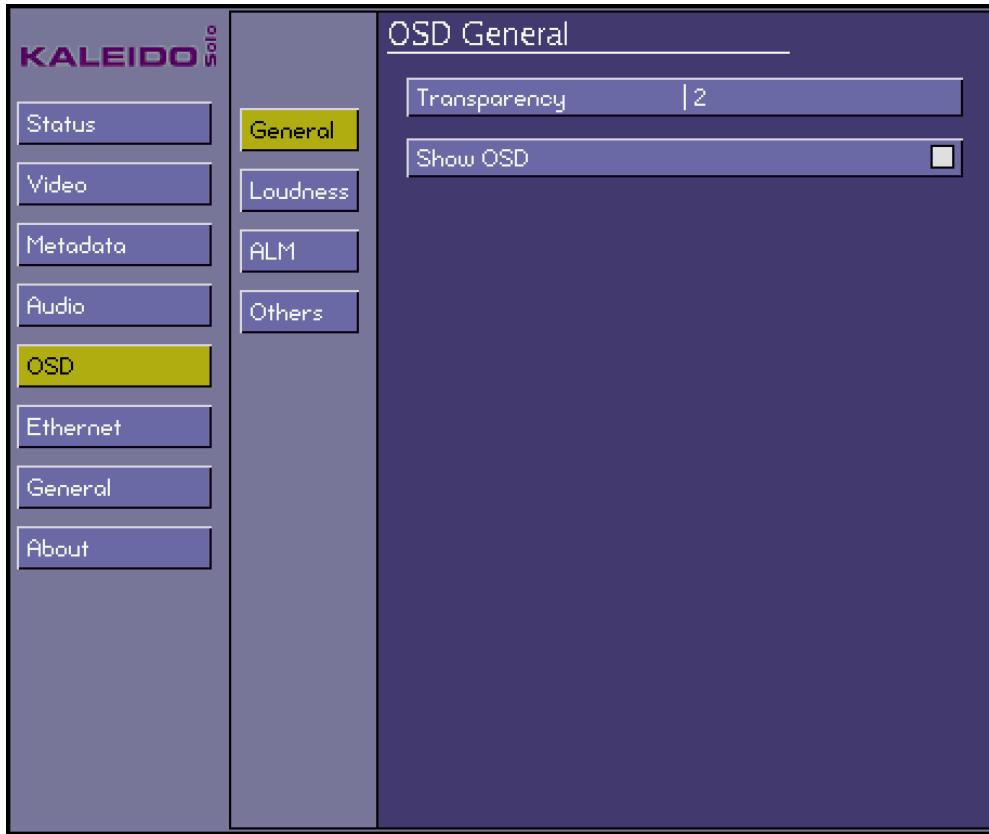 KALEIDO Solo
Status
Video
Metadata
Audio
OSD
Ethernet
General
About
General
Loudness
ALM
Others
OSD General
Transparency |2
Show OSD